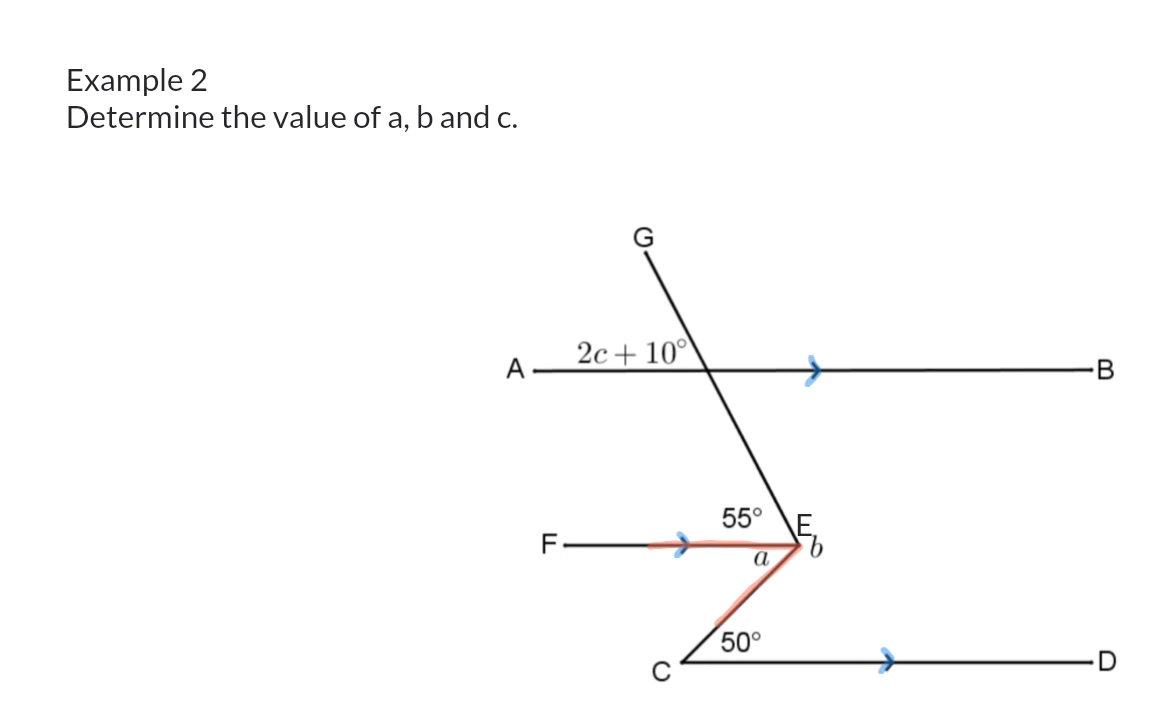 Example 2
Determine the value of a, b and c.
G
2c + 10°
A
B
55°
E
F
b
a
50°
C
D